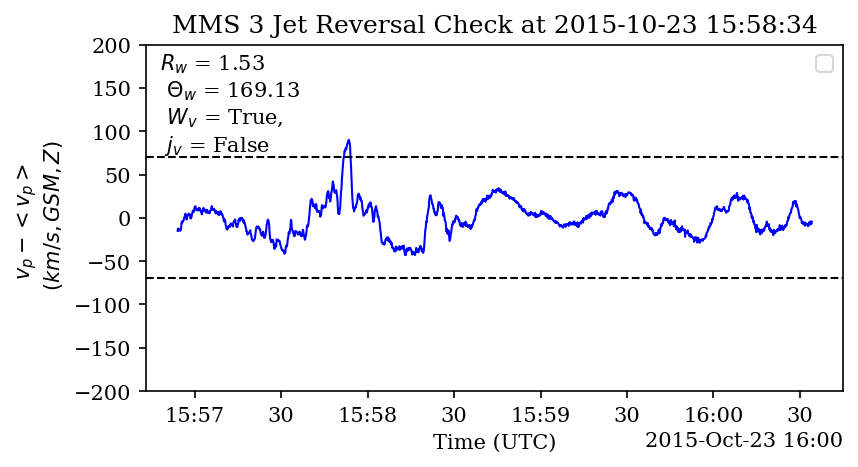 MMS 3 Jet Reversal Check at 2015-10-23 15:58:34
R_w = 1.53
Θ_w = 169.13
W_v = True,
j_v = False
200
150
100
50
0
−50
−100
−150
−200
v_p − < v_p >
(km/s, GSM, Z)
15:57 30 15:58 30 15:59 30 16:00 30
Time (UTC)
2015-Oct-23 16:00